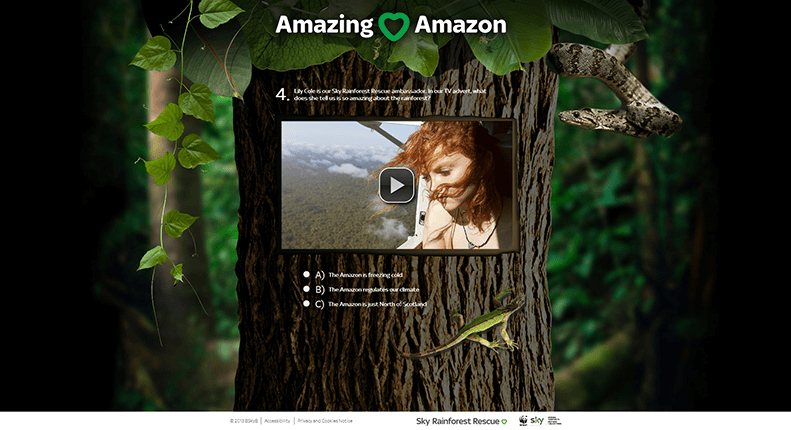 Amazing Amazon
4. Lily Cole is our Sky Rainforest Rescue ambassador. In our TV advert, what
does she tell us is so amazing about the rainforest?
A) The Amazon is freezing cold
B) The Amazon regulates our climate
C) The Amazon is just North of Scotland
© 2013 BSkyB | Accessibility | Privacy and Cookies Notice
Sky Rainforest Rescue
WWF sky